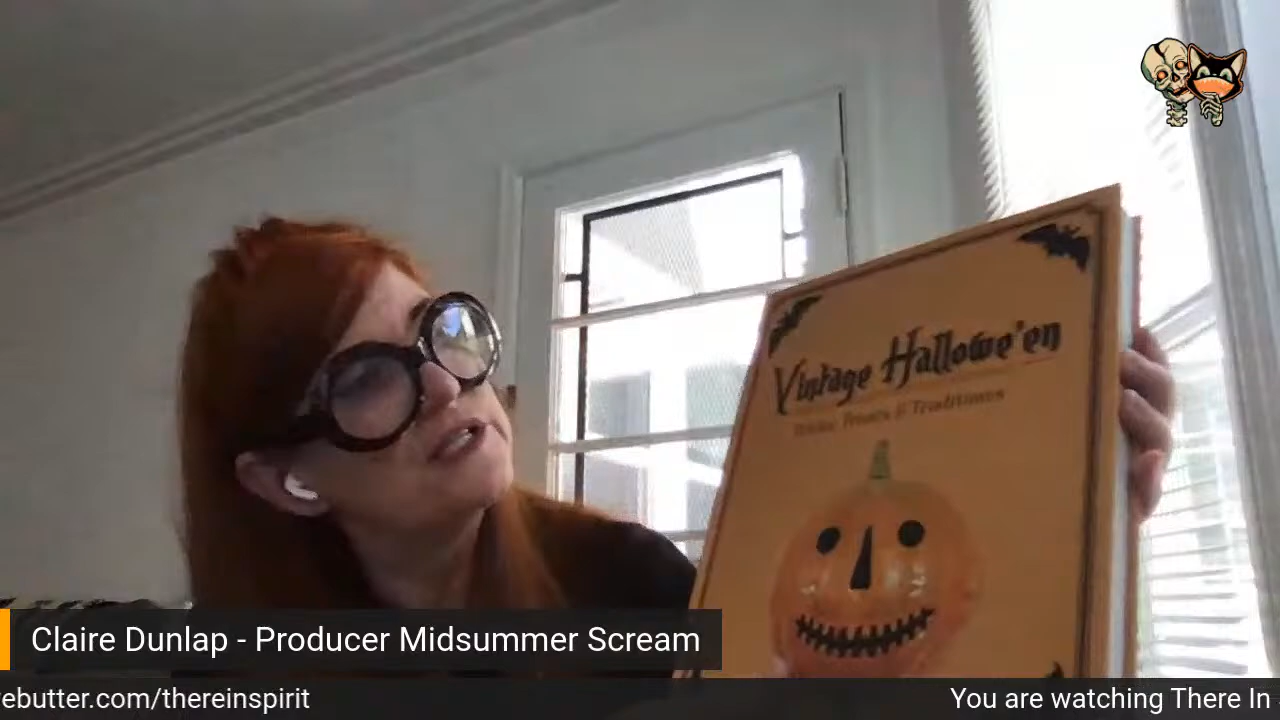 Vintage Hallowe'en
Tricks, Treats & Traditions
Claire Dunlap - Producer Midsummer Scream
ebutter.com/thereinspirit
You are watching There In